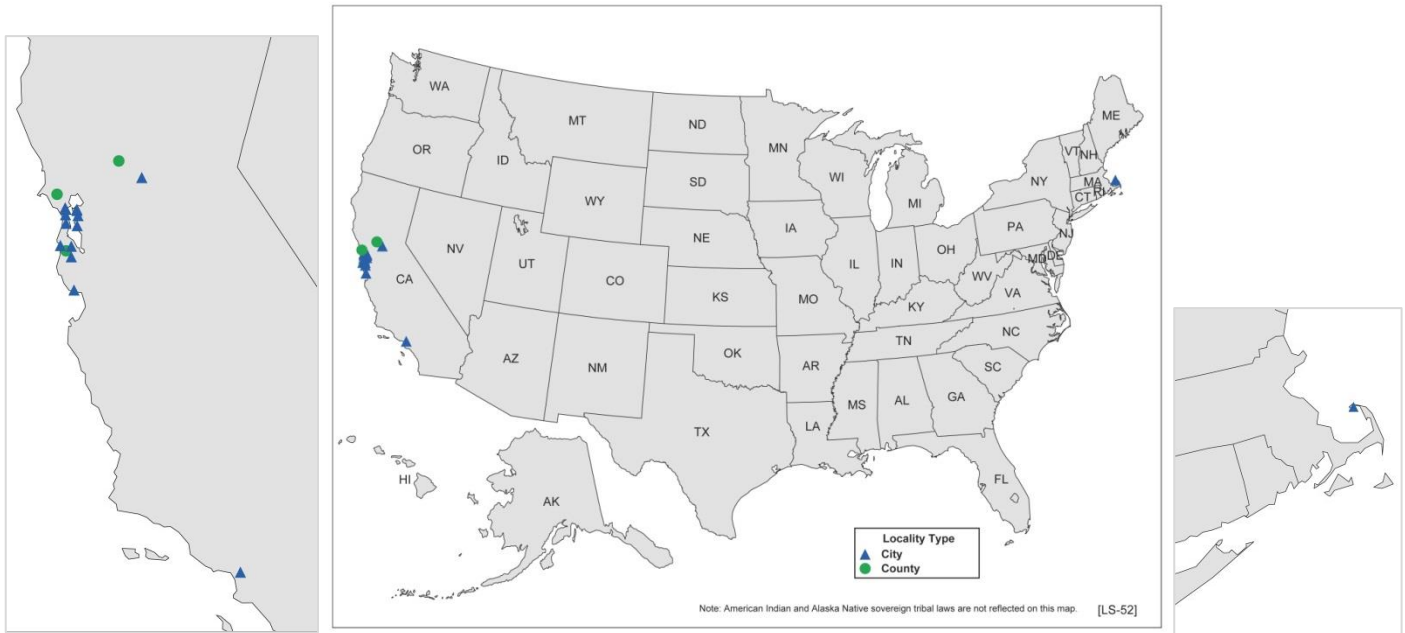 WA
MT
ND
MN
ME
OR
ID
SD
WI
VT
NH
NY
MA
RI
CT
MI
WY
IA
PA
NJ
NE
NV
UT
CO
IL
IN
OH
MD
DE
WV
VA
CA
KS
MO
KY
NC
TN
AZ
NM
OK
AR
SC
MS
AL
GA
TX
LA
FL
HI
AK
Locality Type
City
County
Note: American Indian and Alaska Native sovereign tribal laws are not reflected on this map.
[LS-52]